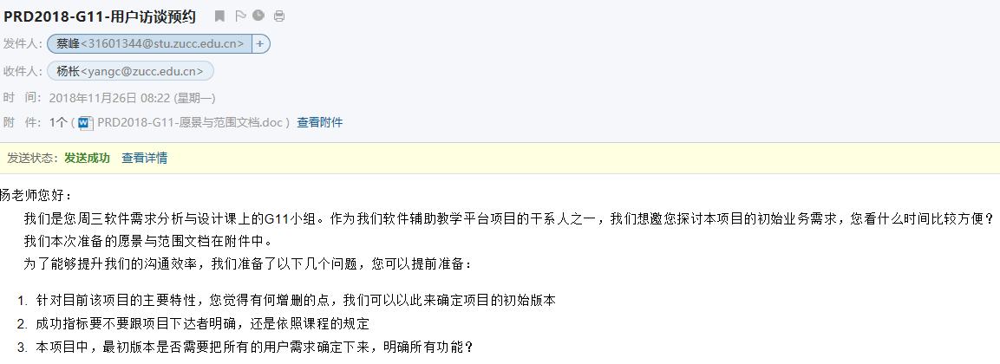 PRD2018-G11-用户访谈预约
发件人: 蔡峰<31601344@stu.zucc.edu.cn> +
收件人: 杨枨<yangc@zucc.edu.cn>
时 间: 2018年11月26日 08:22 (星期一)
附 件: 1个 ( PRD2018-G11-愿景与范围文档.doc ) 查看附件
发送状态: 发送成功 查看详情
杨老师您好：
我们是您周三软件需求分析与设计课上的G11小组。作为我们软件辅助教学平台项目的干系人之一，我们想邀您探讨本项目的初始业务需求，您看什么时间比较方便？
我们本次准备的愿景与范围文档在附件中。
为了能够提升我们的沟通效率，我们准备了以下几个问题，您可以提前准备：
1. 针对目前该项目的主要特性，您觉得有何增删的点，我们可以以此来确定项目的初始版本
2. 成功指标要不要跟项目下达者明确，还是依照课程的规定
3. 本项目中，最初版本是否需要把所有的用户需求确定下来，明确所有功能？